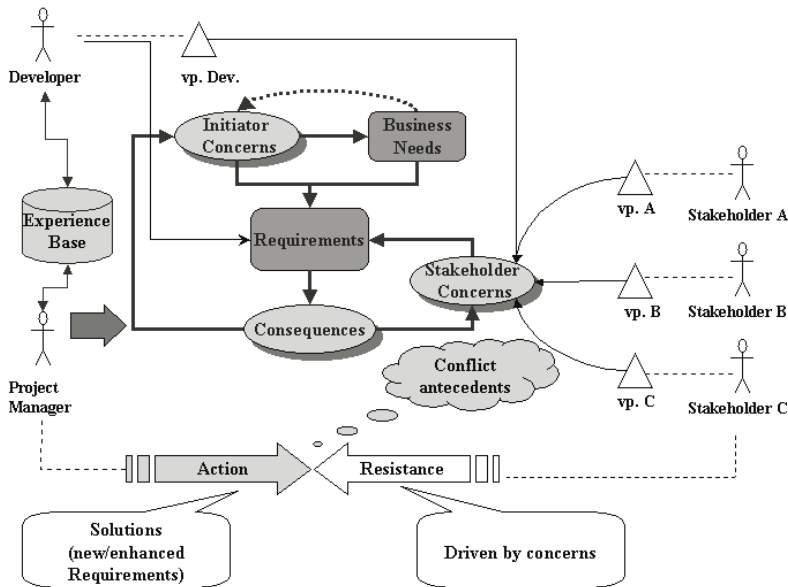 Developer
vp. Dev.
Initiator
Concerns
Business
Needs
Experience
Base
Requirements
vp. A
Stakeholder A
Stakeholder
Concerns
vp. B
Stakeholder B
Consequences
Project
Manager
Conflict
antecedents
vp. C
Stakeholder C
Action
Resistance
Solutions
(new/enhanced
Requirements)
Driven by concerns